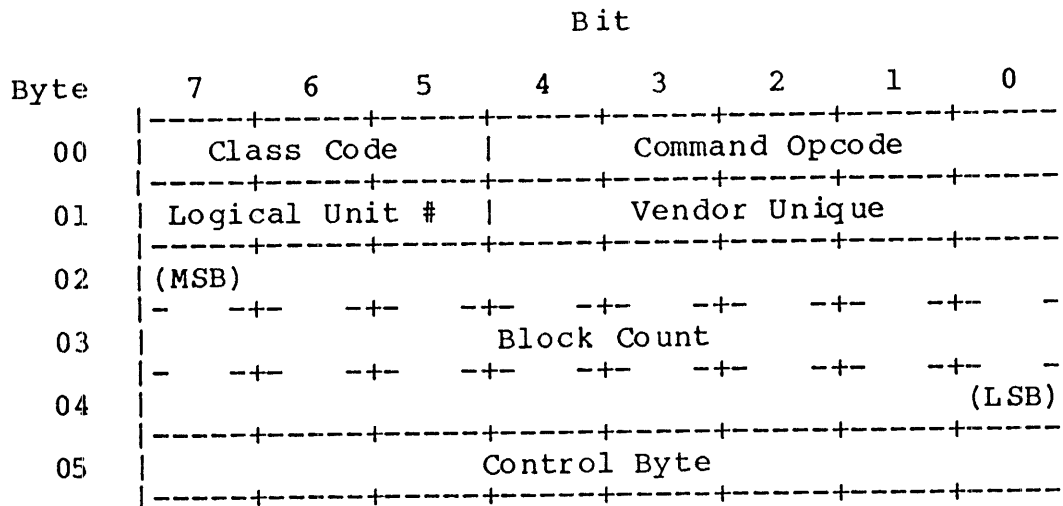 Bit
Byte 7 6 5 4 3 2 1 0
|------+------+------+------+------+------+------+------
00 | Class Code | Command Opcode
|------+------+------+------+------+------+------+------
01 | Logical Unit # | Vendor Unique
|------+------+------+------+------+------+------+------
02 |(MSB)
|- -+- -+- -+- -+- -+- -+- -+- -
03 | Block Count
|- -+- -+- -+- -+- -+- -+- -+- -
04 | (LSB)
|------+------+------+------+------+------+------+------
05 | Control Byte
|------+------+------+------+------+------+------+------